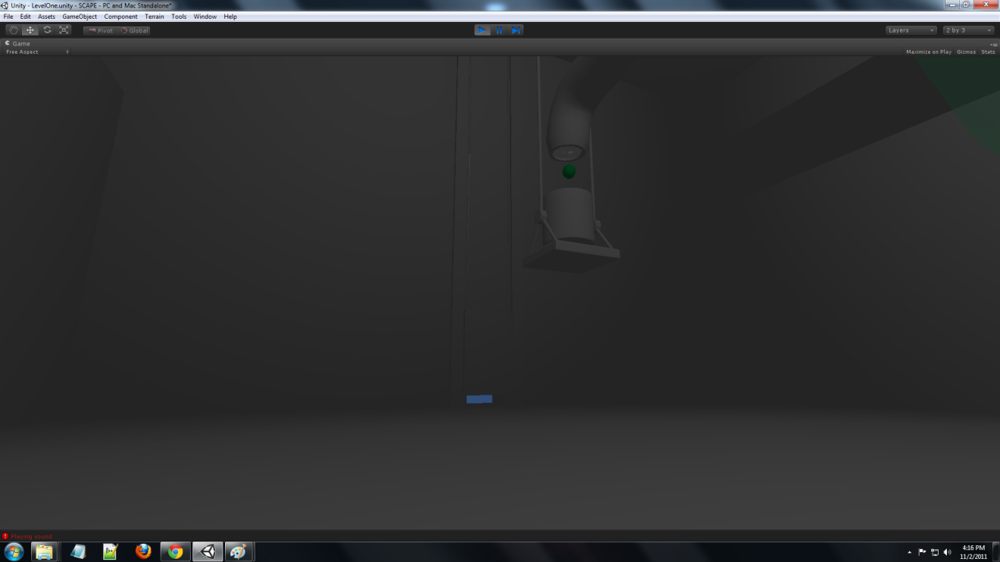 Unity - LevelOne.unity - SCAPE - PC and Mac Standalone*
File Edit Assets GameObject Component Terrain Tools Window Help
Pivot Global Layers 2 by 3
Game
Free Aspect Maximize on Play Gizmos Stats
Playing sound
4:16 PM
11/2/2011